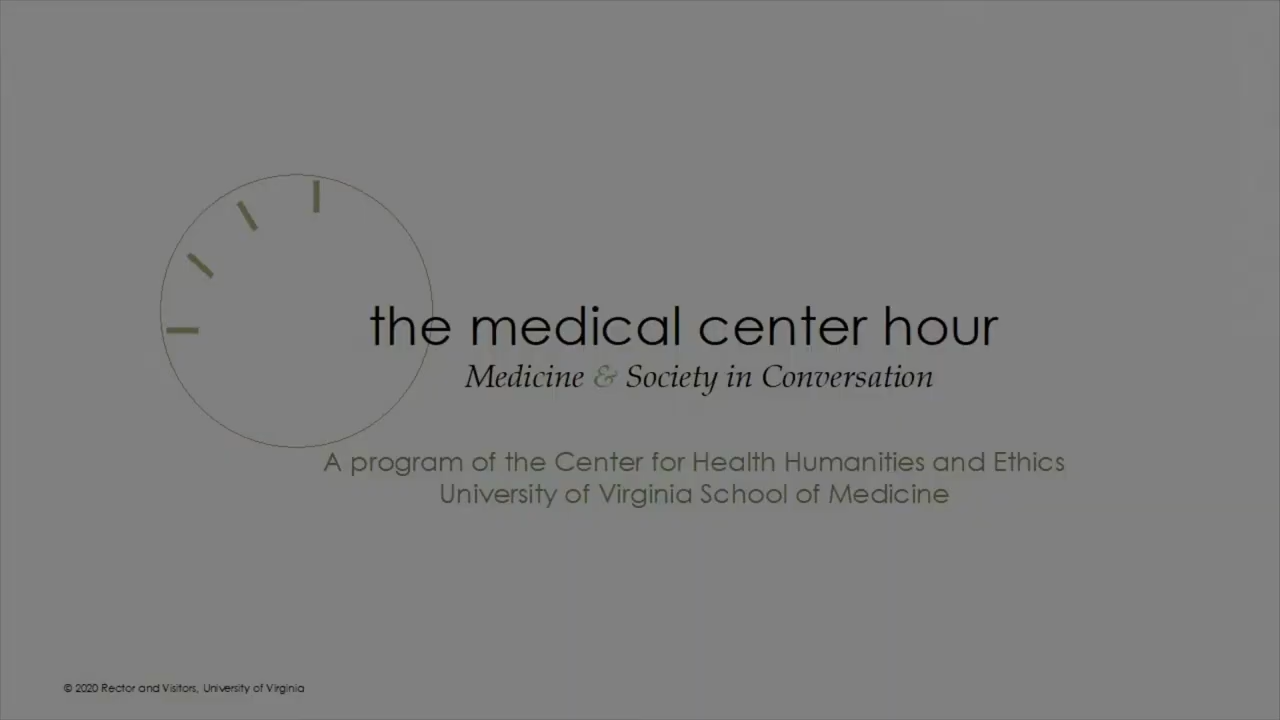 the medical center hour
Medicine & Society in Conversation
A program of the Center for Health Humanities and Ethics
University of Virginia School of Medicine
© 2020 Rector and Visitors, University of Virginia